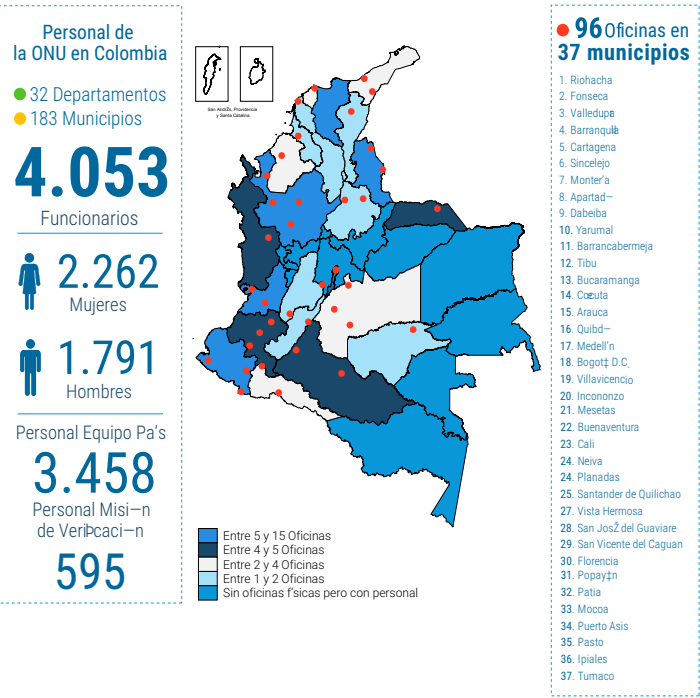 Personal de
la ONU en Colombia
32 Departamentos
183 Municipios
4.053
Funcionarios
2.262
Mujeres
1.791
Hombres
Personal Equipo Pa's
3.458
Personal Misi—n
de VeriÞcaci—n
595
San AndrŽs, Providencia
y Santa Catalina
Entre 5 y 15 Oficinas
Entre 4 y 5 Oficinas
Entre 2 y 4 Oficinas
Entre 1 y 2 Oficinas
Sin oficinas f'sicas pero con personal
96 Oficinas en
37 municipios
1. Riohacha
2. Fonseca
3. Valledupar
4. Barranquilla
5. Cartagena
6. Sincelejo
7. Monter'a
8. Apartad—
9. Dabeiba
10. Yarumal
11. Barrancabermeja
12. Tibu
13. Bucaramanga
14. Cœcuta
15. Arauca
16. Quibd—
17. Medell'n
18. Bogot‡ D.C.
19. Villavicencio
20. Incononzo
21. Mesetas
22. Buenaventura
23. Cali
24. Neiva
24. Planadas
25. Santander de Quilichao
27. Vista Hermosa
28. San JosŽ del Guaviare
29. San Vicente del Caguan
30. Florencia
31. Popay‡n
32. Patia
33. Mocoa
34. Puerto Asis
35. Pasto
36. Ipiales
37. Tumaco